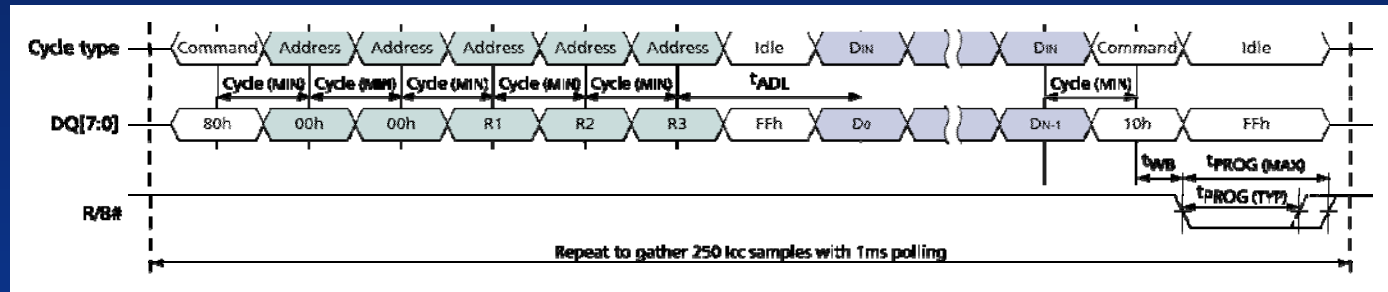 Cycle type Command Address Address Address Address Address Idle DIN DIN Command Idle
Cycle (MIN) Cycle (MIN) Cycle (MIN) Cycle (MIN) Cycle (MIN) tADL Cycle (MIN)
DQ[7:0] 80h 00h 00h R1 R2 R3 FFh D0 DN-1 10h FFh
tWB tPROG (MAX)
tPROG (TYP)
R/B#
Repeat to gather 250 Icc samples with 1ms polling